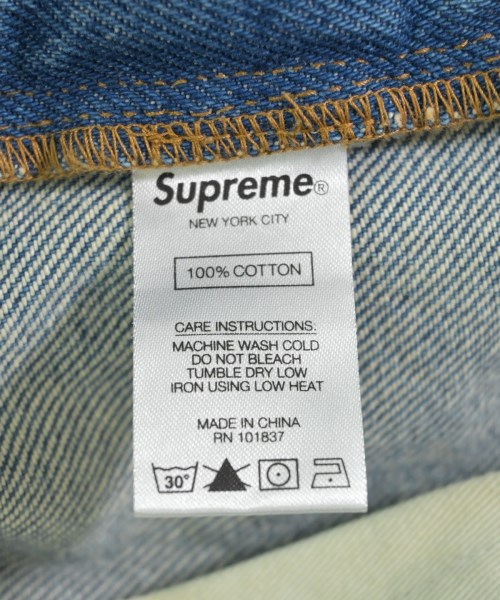 Supreme®
NEW YORK CITY
100% COTTON
CARE INSTRUCTIONS:
MACHINE WASH COLD
DO NOT BLEACH
TUMBLE DRY LOW
IRON USING LOW HEAT
MADE IN CHINA
RN 101837
30°